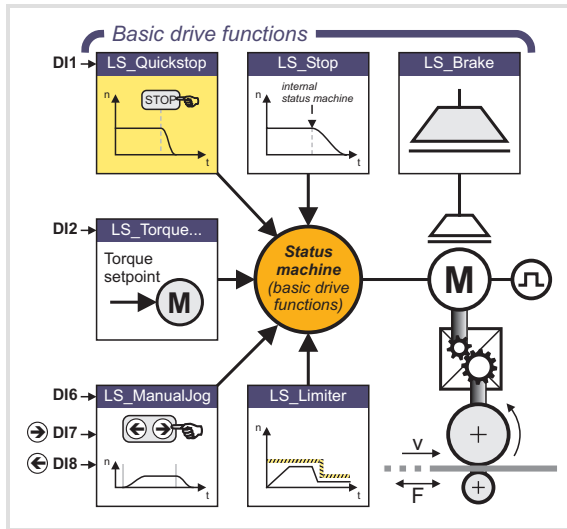 Basic drive functions
DI1
LS_Quickstop
LS_Stop
LS_Brake
n
STOP
t
n
internal
status machine
t
DI2
LS_Torque...
Torque
setpoint
M
Status
machine
(basic drive
functions)
M
DI6
LS_ManualJog
LS_Limiter
DI7
DI8
n
t
n
t
v
F